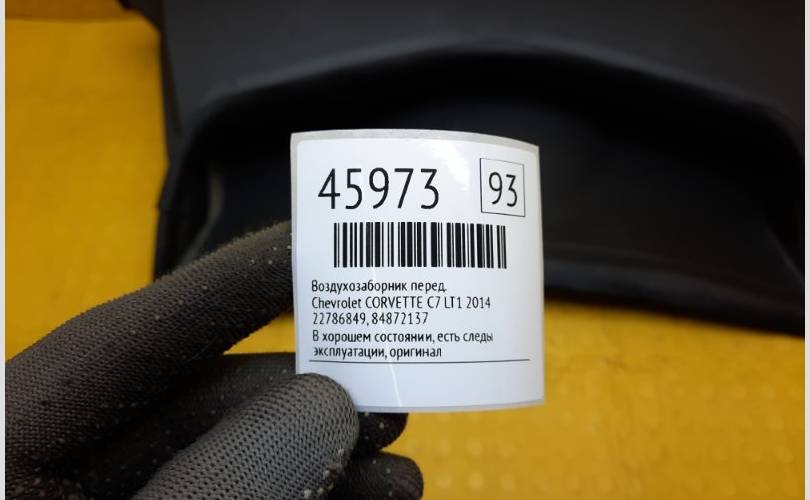 45973 93
Воздухозаборник перед.
Chevrolet CORVETTE C7 LT1 2014
22786849, 84872137
В хорошем состоянии, есть следы
эксплуатации, оригинал